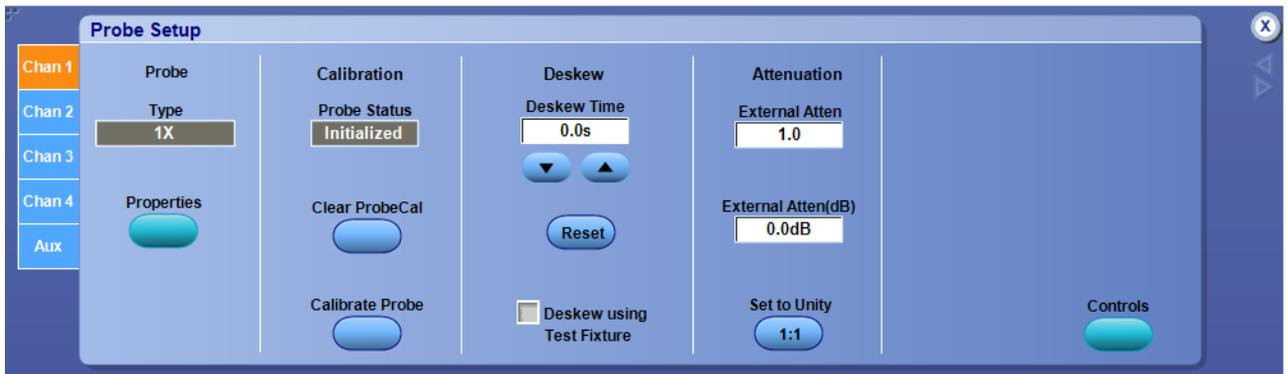 Probe Setup
X
Chan 1
Chan 2
Chan 3
Chan 4
Aux
Probe
Type
1X
Properties
Calibration
Probe Status
Initialized
Clear ProbeCal
Calibrate Probe
Deskew
Deskew Time
0.0s
Reset
Deskew using
Test Fixture
Attenuation
External Atten
1.0
External Atten(dB)
0.0dB
Set to Unity
1:1
Controls